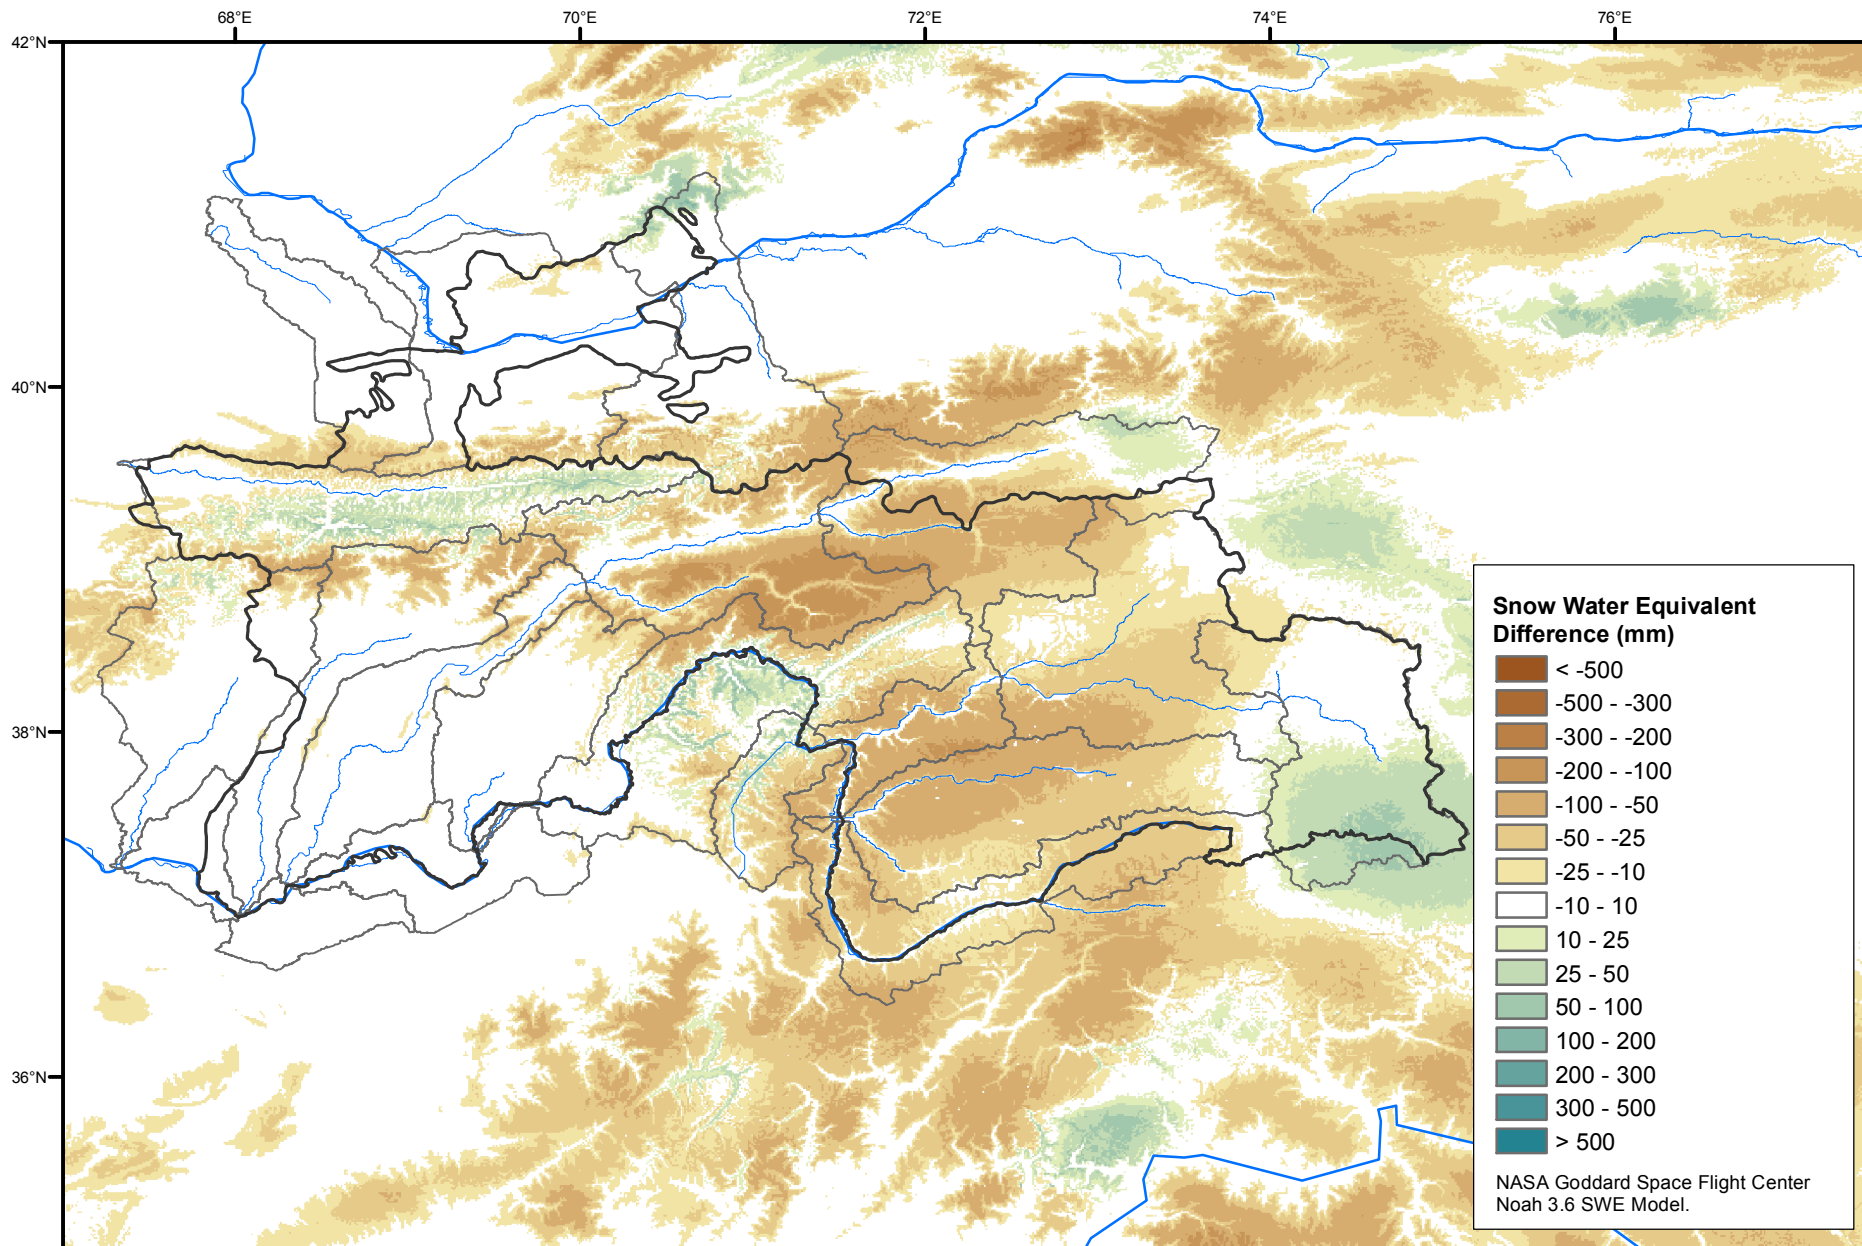 68°E 70°E 72°E 74°E 76°E
42°N
40°N
38°N
36°N
Snow Water Equivalent
Difference (mm)
< -500
-500 - -300
-300 - -200
-200 - -100
-100 - -50
-50 - -25
-25 - -10
-10 - 10
10 - 25
25 - 50
50 - 100
100 - 200
200 - 300
300 - 500
> 500
NASA Goddard Space Flight Center
Noah 3.6 SWE Model.